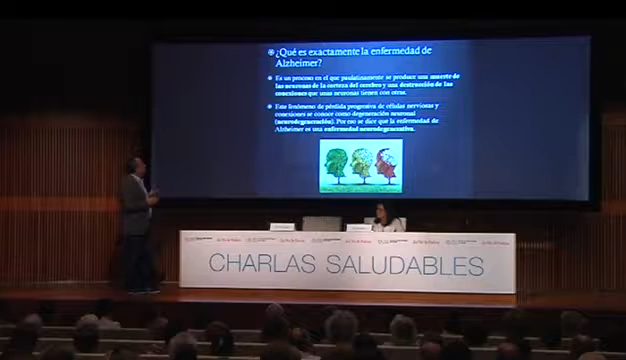 ¿Qué es exactamente la enfermedad de
Alzheimer?
Es un proceso en el que paulatinamente se produce una muerte de
las neuronas de la corteza del cerebro y una destrucción de las
conexiones que unas neuronas tienen con otras.
Este fenómeno de pérdida progresiva de células nerviosas y
conexiones se conoce como degeneración neuronal
(neurodegeneración). Por eso se dice que la enfermedad de
Alzheimer es una enfermedad neurodegenerativa.
CHARLAS SALUDABLES